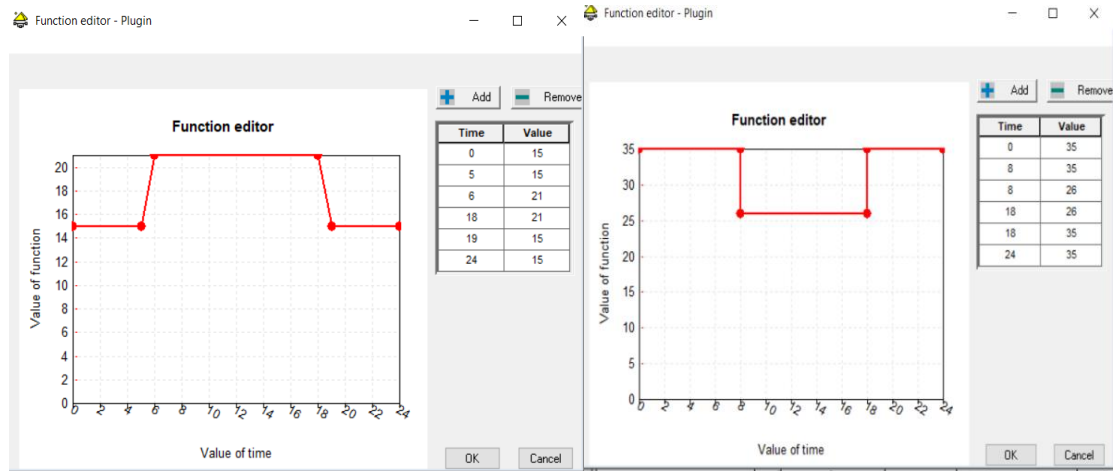 Function editor - Plugin
Add
Remove
Function editor
Time Value
0 15
5 15
6 21
18 21
19 15
24 15
20
18
16
14
12
10
8
6
4
2
0
Value of function
0 2 4 6 8 10 12 14 16 18 20 22 24
Value of time
OK
Cancel
Function editor - Plugin
Add
Remove
Function editor
Time Value
0 35
8 35
8 26
18 26
18 35
24 35
35
30
25
20
15
10
5
0
Value of function
0 2 4 6 8 10 12 14 16 18 20 22 24
Value of time
OK
Cancel